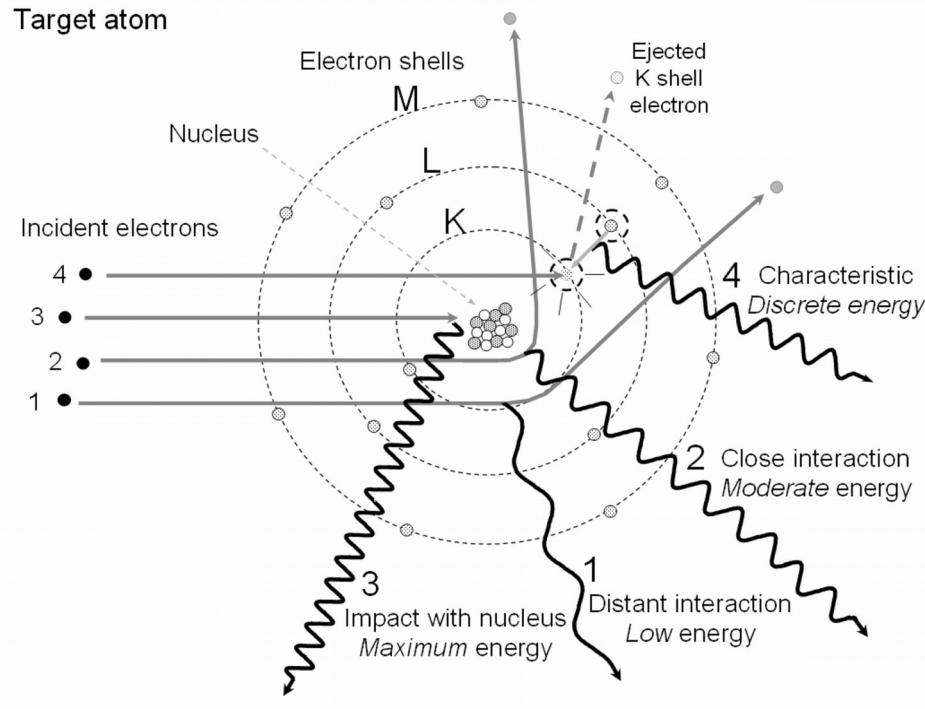 Target atom
Electron shells
M
Ejected
K shell
electron
Nucleus
L
K
Incident electrons
4
3
2
1
4 Characteristic
Discrete energy
2 Close interaction
Moderate energy
3
Impact with nucleus
Maximum energy
1
Distant interaction
Low energy